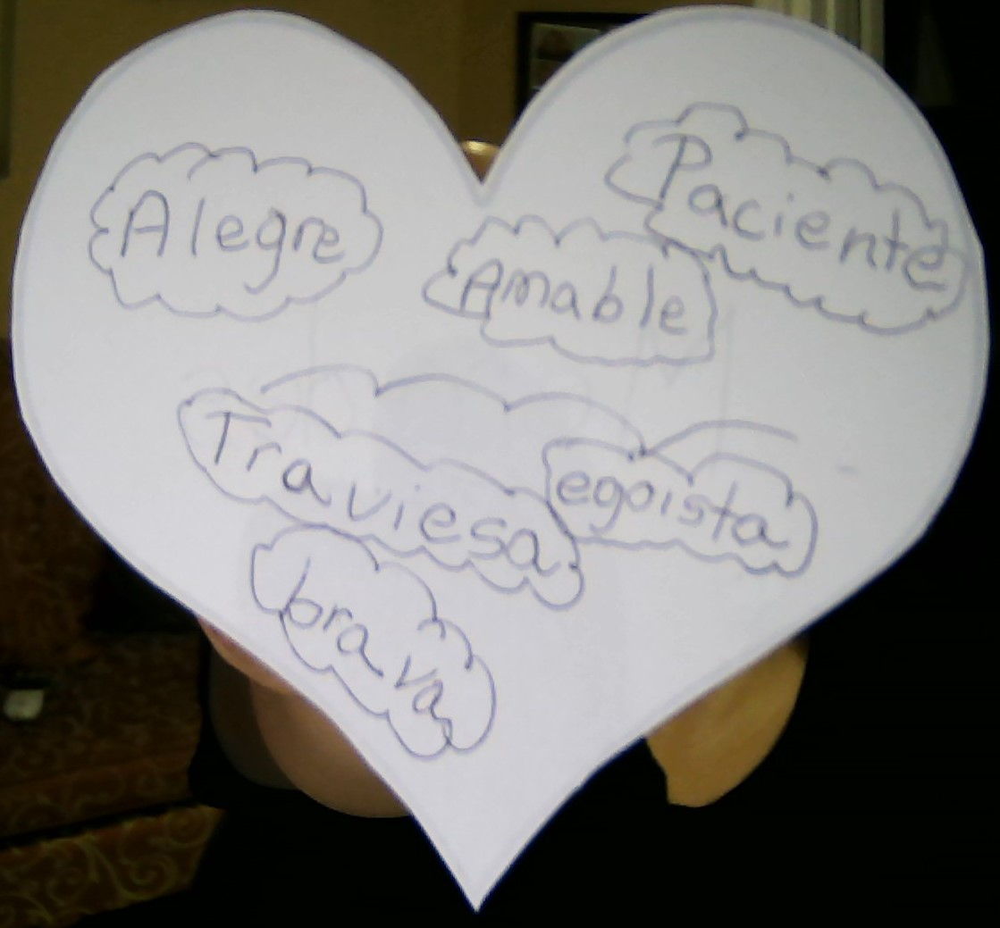 Alegre
Paciente
Amable
Traviesa
egoista
brava